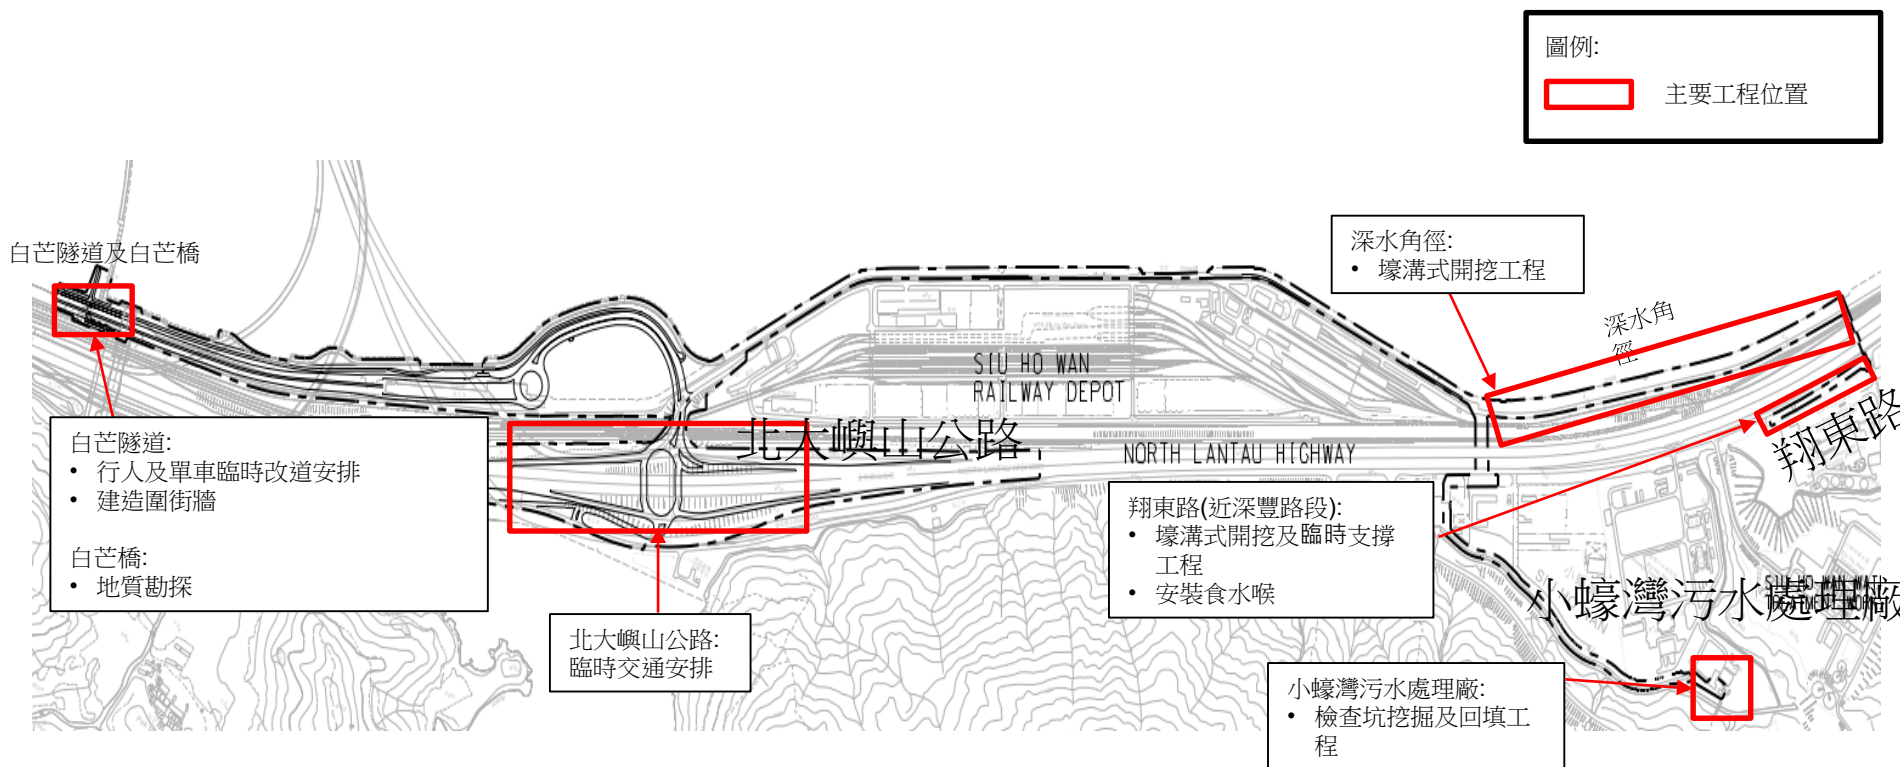 圖例:
主要工程位置
白芒隧道及白芒橋
深水角徑:
• 壕溝式開挖工程
深水角
徑
SIU HO WAN
RAILWAY DEPOT
北大嶼山公路
NORTH LANTAU HIGHWAY
翔東路
白芒隧道:
• 行人及單車臨時改道安排
• 建造圍街牆
白芒橋:
• 地質勘探
翔東路(近深豐路段):
• 壕溝式開挖及臨時支撐
工程
• 安裝食水喉
小蠔灣污水處理廠
北大嶼山公路:
臨時交通安排
小蠔灣污水處理廠:
• 檢查坑挖掘及回填工
程